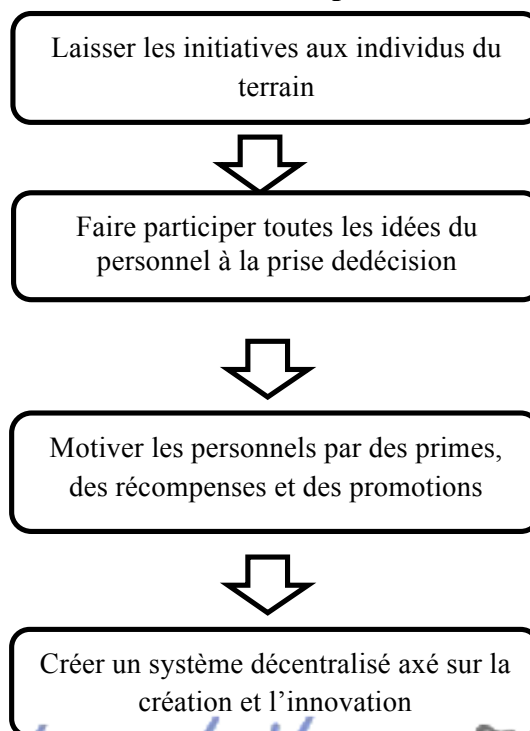 Laisser les initiatives aux individus du
terrain
Faire participer toutes les idées du
personnel à la prise dedécision
Motiver les personnels par des primes,
des récompenses et des promotions
Créer un système décentralisé axé sur la
création et l’innovation